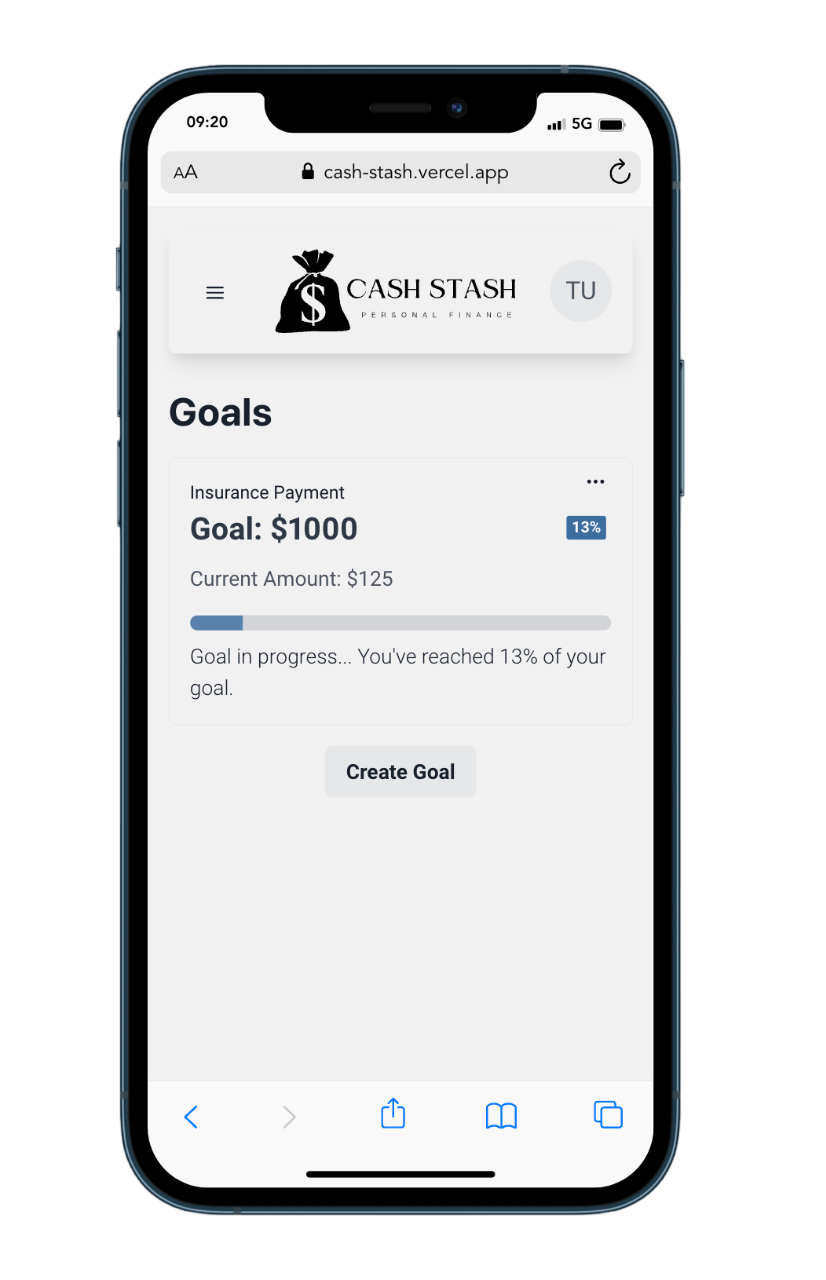 09:20
5G
AA
cash-stash.vercel.app
$
CASH STASH
PERSONAL FINANCE
TU
Goals
...
Insurance Payment
Goal: $1000
13%
Current Amount: $125
Goal in progress... You've reached 13% of your
goal.
Create Goal